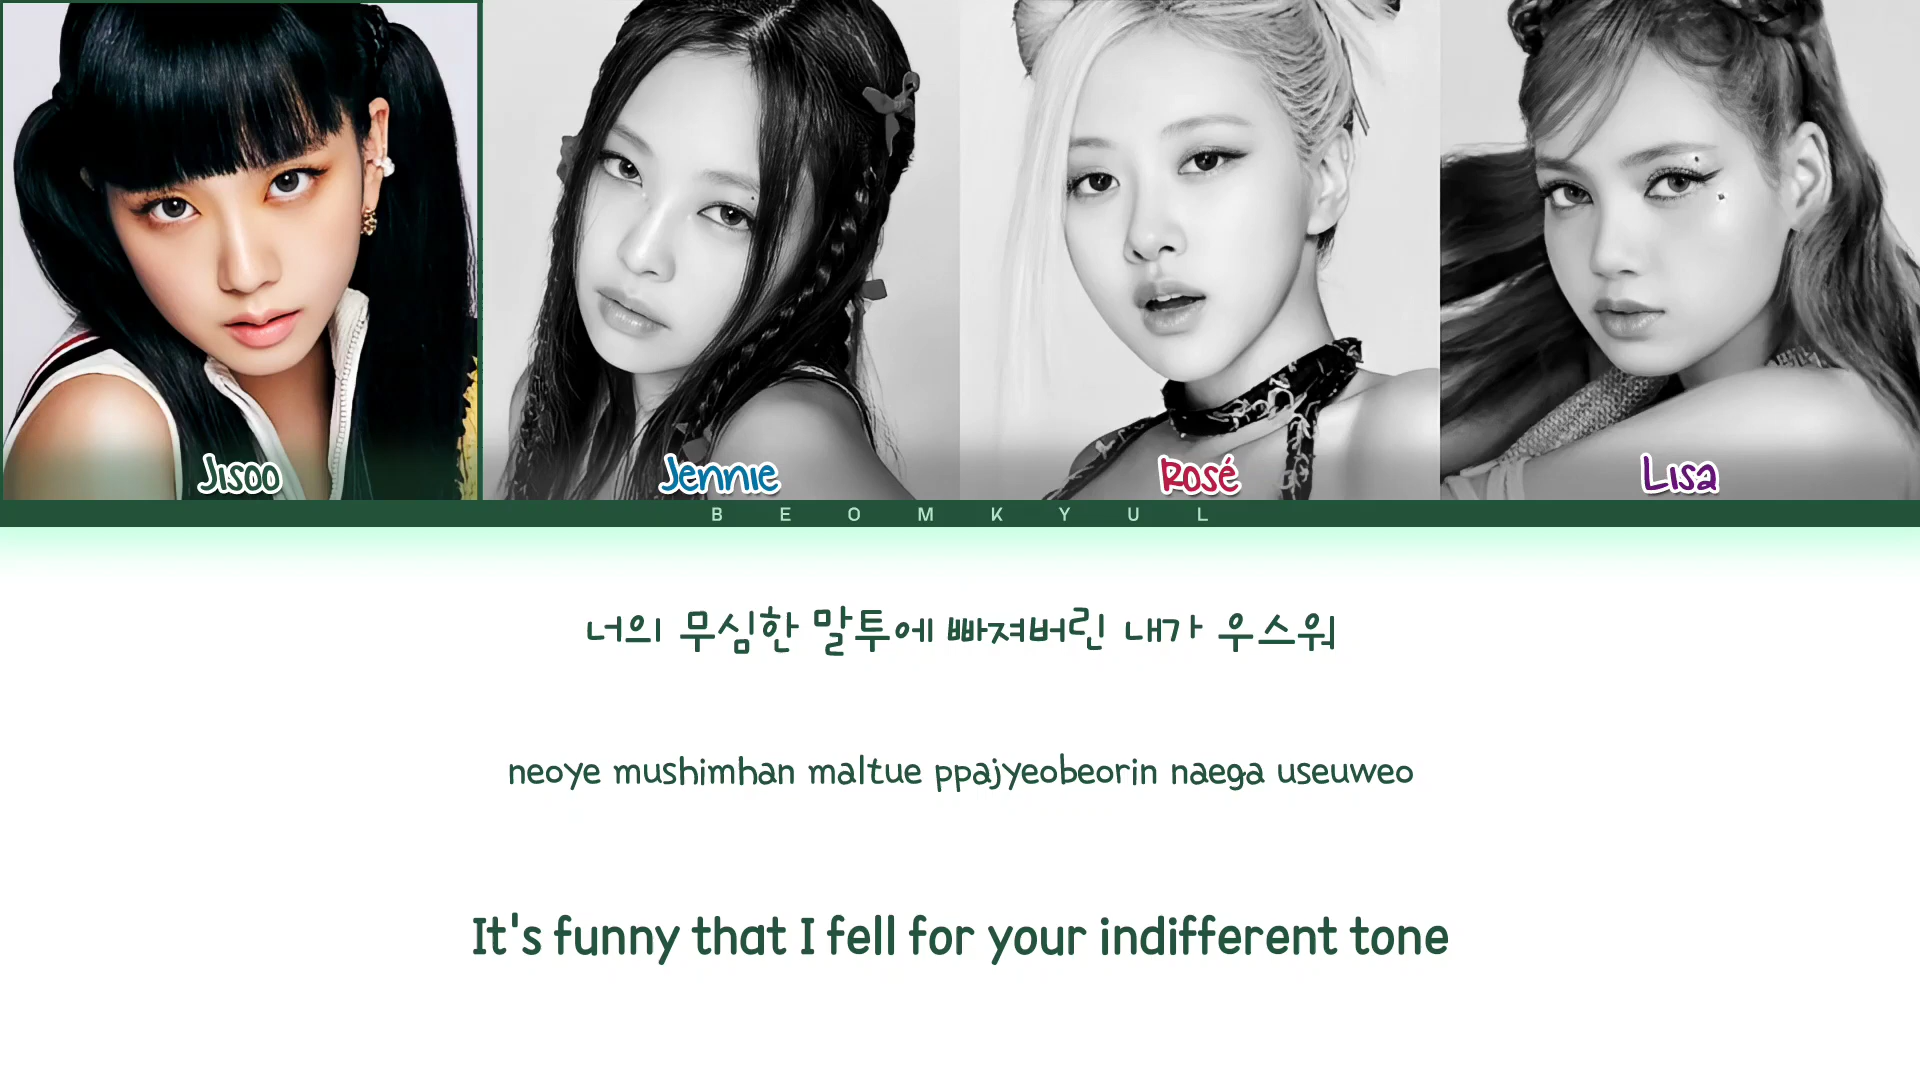 Jisoo
Jennie
Rosé
Lisa
BEOMKYUL
너의 무심한 말투에 빠져버린 내가 우스워
neoye mushimhan maltue ppajyeobeorin naega useuweo
It's funny that I fell for your indifferent tone